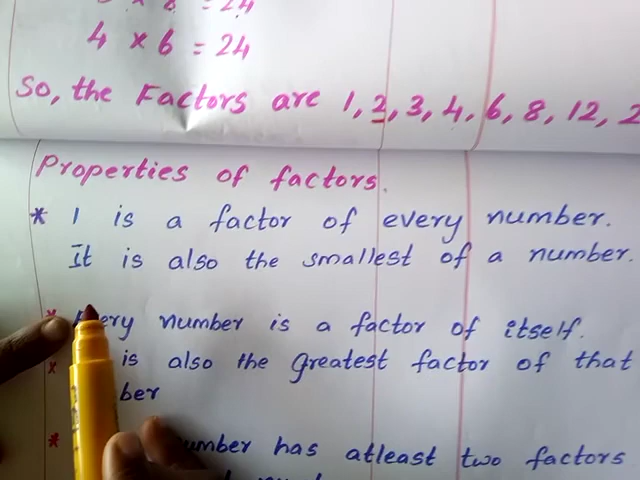 = 24
4 × 6 = 24
So, the Factors are 1, 2, 3, 4, 6, 8, 12, 2
Properties of factors.
* 1 is a factor of every number.
It is also the smallest of a number.
* Every number is a factor of itself.
* is also the greatest factor of that
ber
* umber has atleast two factors